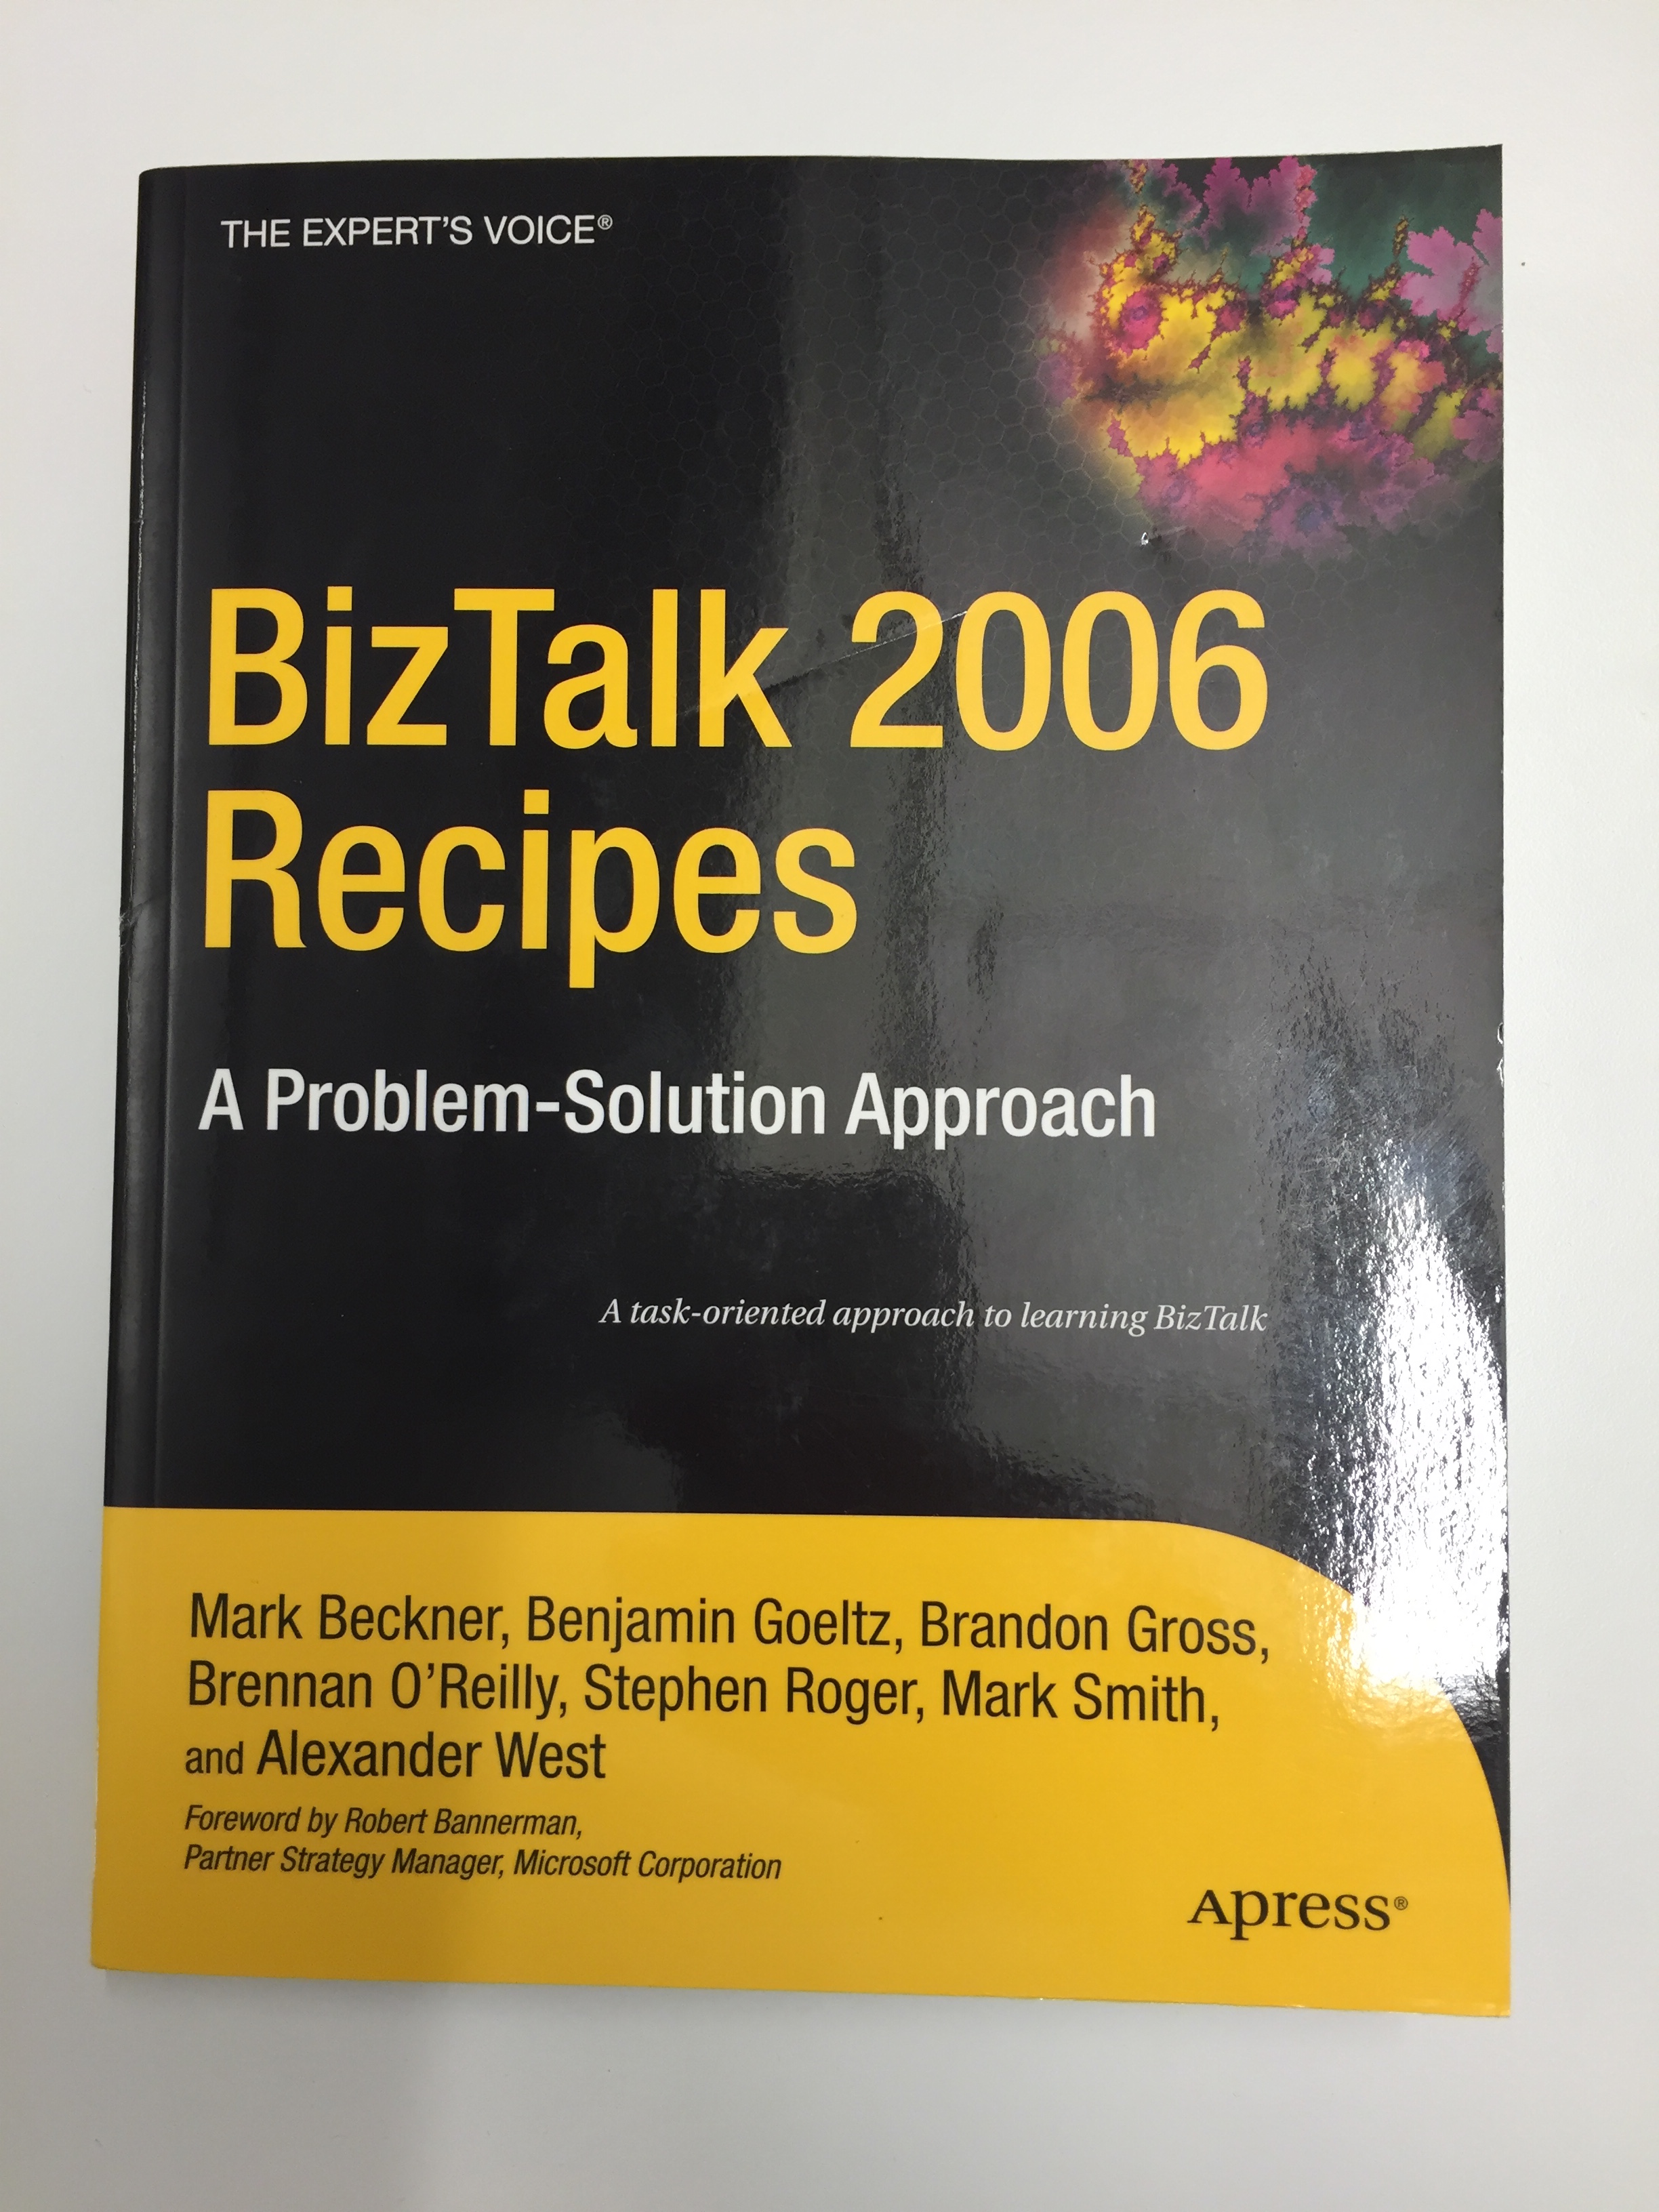 THE EXPERT'S VOICE®
BizTalk 2006
Recipes
A Problem-Solution Approach
A task-oriented approach to learning BizTalk
Mark Beckner, Benjamin Goeltz, Brandon Gross,
Brennan O'Reilly, Stephen Roger, Mark Smith,
and Alexander West
Foreword by Robert Bannerman,
Partner Strategy Manager, Microsoft Corporation
Apress®